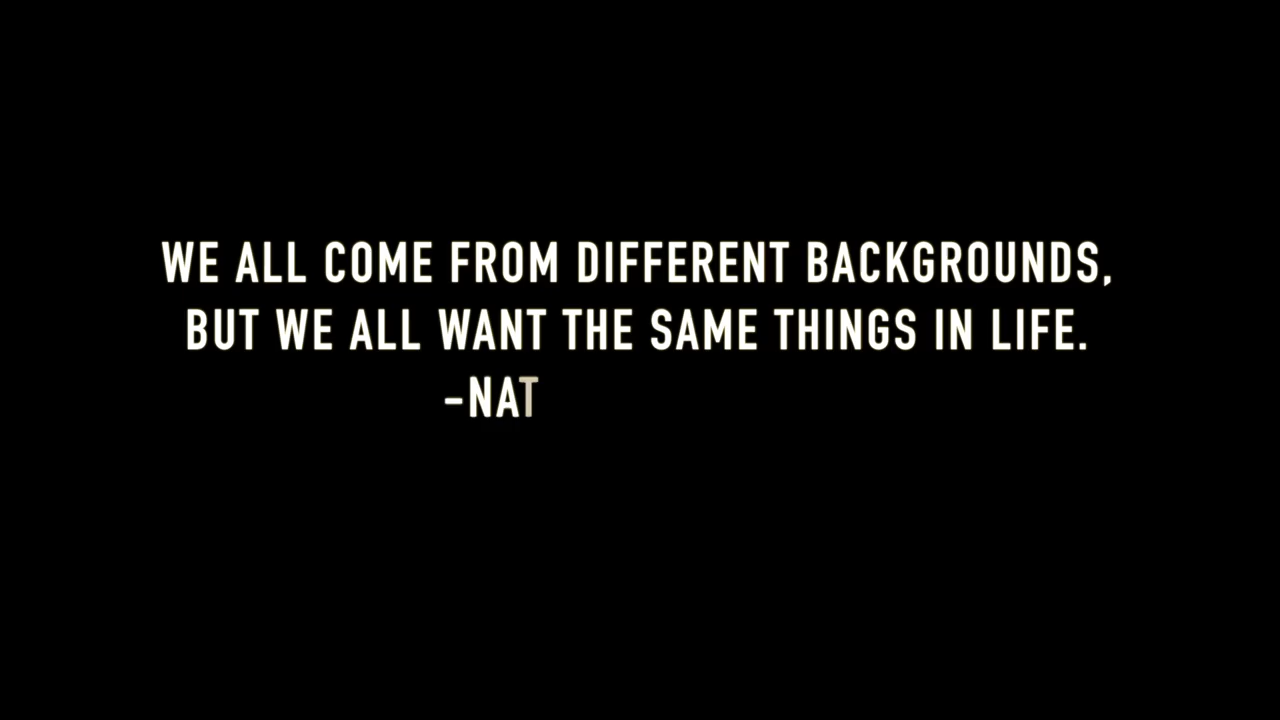 WE ALL COME FROM DIFFERENT BACKGROUNDS,
BUT WE ALL WANT THE SAME THINGS IN LIFE.
-NAT